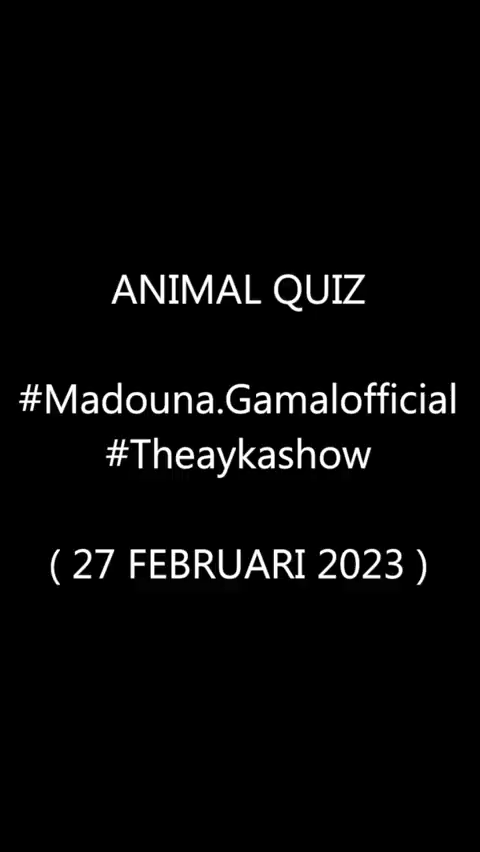 ANIMAL QUIZ
#Madouna.Gamalofficial
#Theaykashow
( 27 FEBRUARI 2023 )